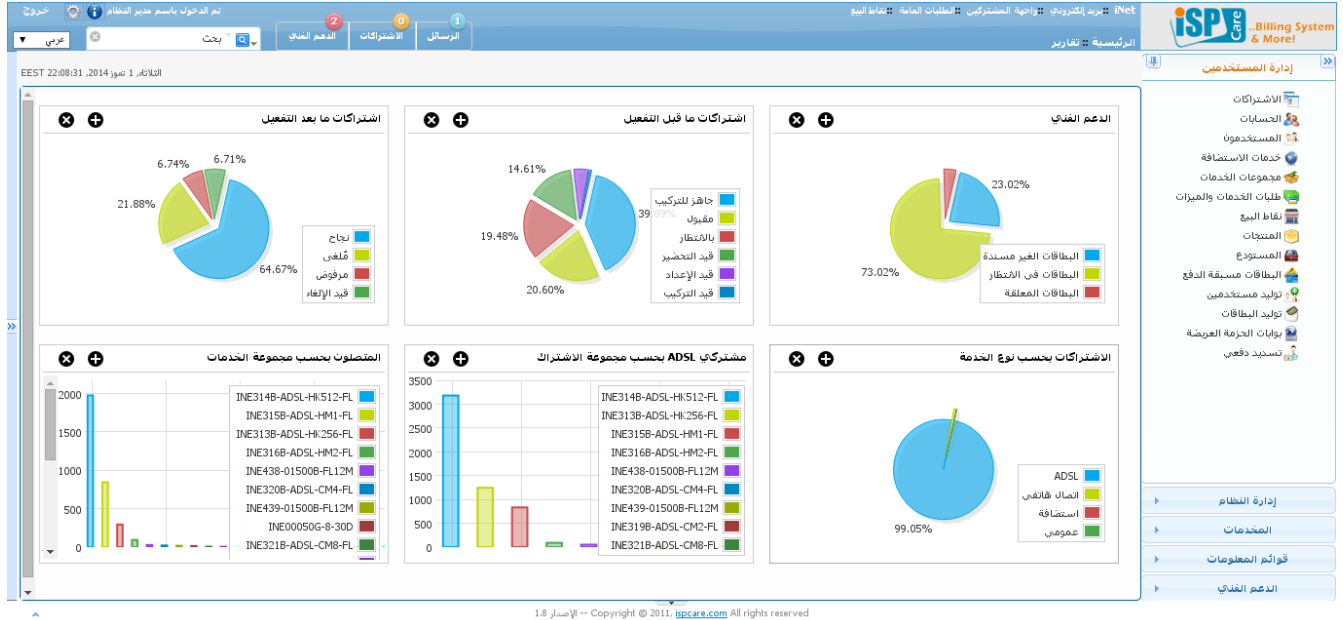 iSP Care
..Billing System
& More!
iNet :: بريد إلكتروني :: واجهة المشتركين :: لطلبات العامة :: نقاط البيع
الرئيسية :: تقارير
1
الرسائل
0
الاشتراكات
2
الدعم الفني
تم الدخول باسم مدير النظام
خروج
بحث
عربي
الثلاثاء, 1 تموز 2014, 22:08:31 EEST
إدارة المستخدمين
الاشتراكات
الحسابات
المستخدمون
خدمات الاستضافة
مجموعات الخدمات
طلبات الخدمات والميزات
نقاط البيع
المنتجات
المستودع
البطاقات مسبقة الدفع
توليد مستخدمين
توليد البطاقات
بوابات الحزمة العريضة
تسديد دفعي
إدارة النظام
المخدمات
قوائم المعلومات
الدعم الفني
الدعم الفني
23.02%
73.02%
البطاقات الغير مسندة
البطاقات في الانتظار
البطاقات المعلقة
اشتراكات ما قبل التفعيل
14.61%
39.89%
19.48%
20.60%
جاهز للتركيب
مقبول
بالانتظار
قيد التحضير
قيد الإعداد
قيد التركيب
اشتراكات ما بعد التفعيل
6.74%
6.71%
21.88%
64.67%
نجاح
مُلغى
مرفوض
قيد الإلغاء
الاشتراكات بحسب نوع الخدمة
99.05%
ADSL
اتصال هاتفي
استضافة
عمومي
مشتركي ADSL بحسب مجموعة الاشتراك
3500
3000
2500
2000
1500
1000
500
0
INE314B-ADSL-HK512-FL
INE313B-ADSL-HK256-FL
INE315B-ADSL-HM1-FL
INE316B-ADSL-HM2-FL
INE438-01500B-FL12M
INE320B-ADSL-CM4-FL
INE439-01500B-FL12M
INE319B-ADSL-CM2-FL
INE321B-ADSL-CM8-FL
المتصلون بحسب مجموعة الخدمات
2000
1500
1000
500
0
INE314B-ADSL-HK512-FL
INE315B-ADSL-HM1-FL
INE313B-ADSL-HK256-FL
INE316B-ADSL-HM2-FL
INE438-01500B-FL12M
INE320B-ADSL-CM4-FL
INE439-01500B-FL12M
INE00050G-8-30D
INE321B-ADSL-CM8-FL
الإصدار 1.8 -- Copyright © 2011, ispcare.com All rights reserved